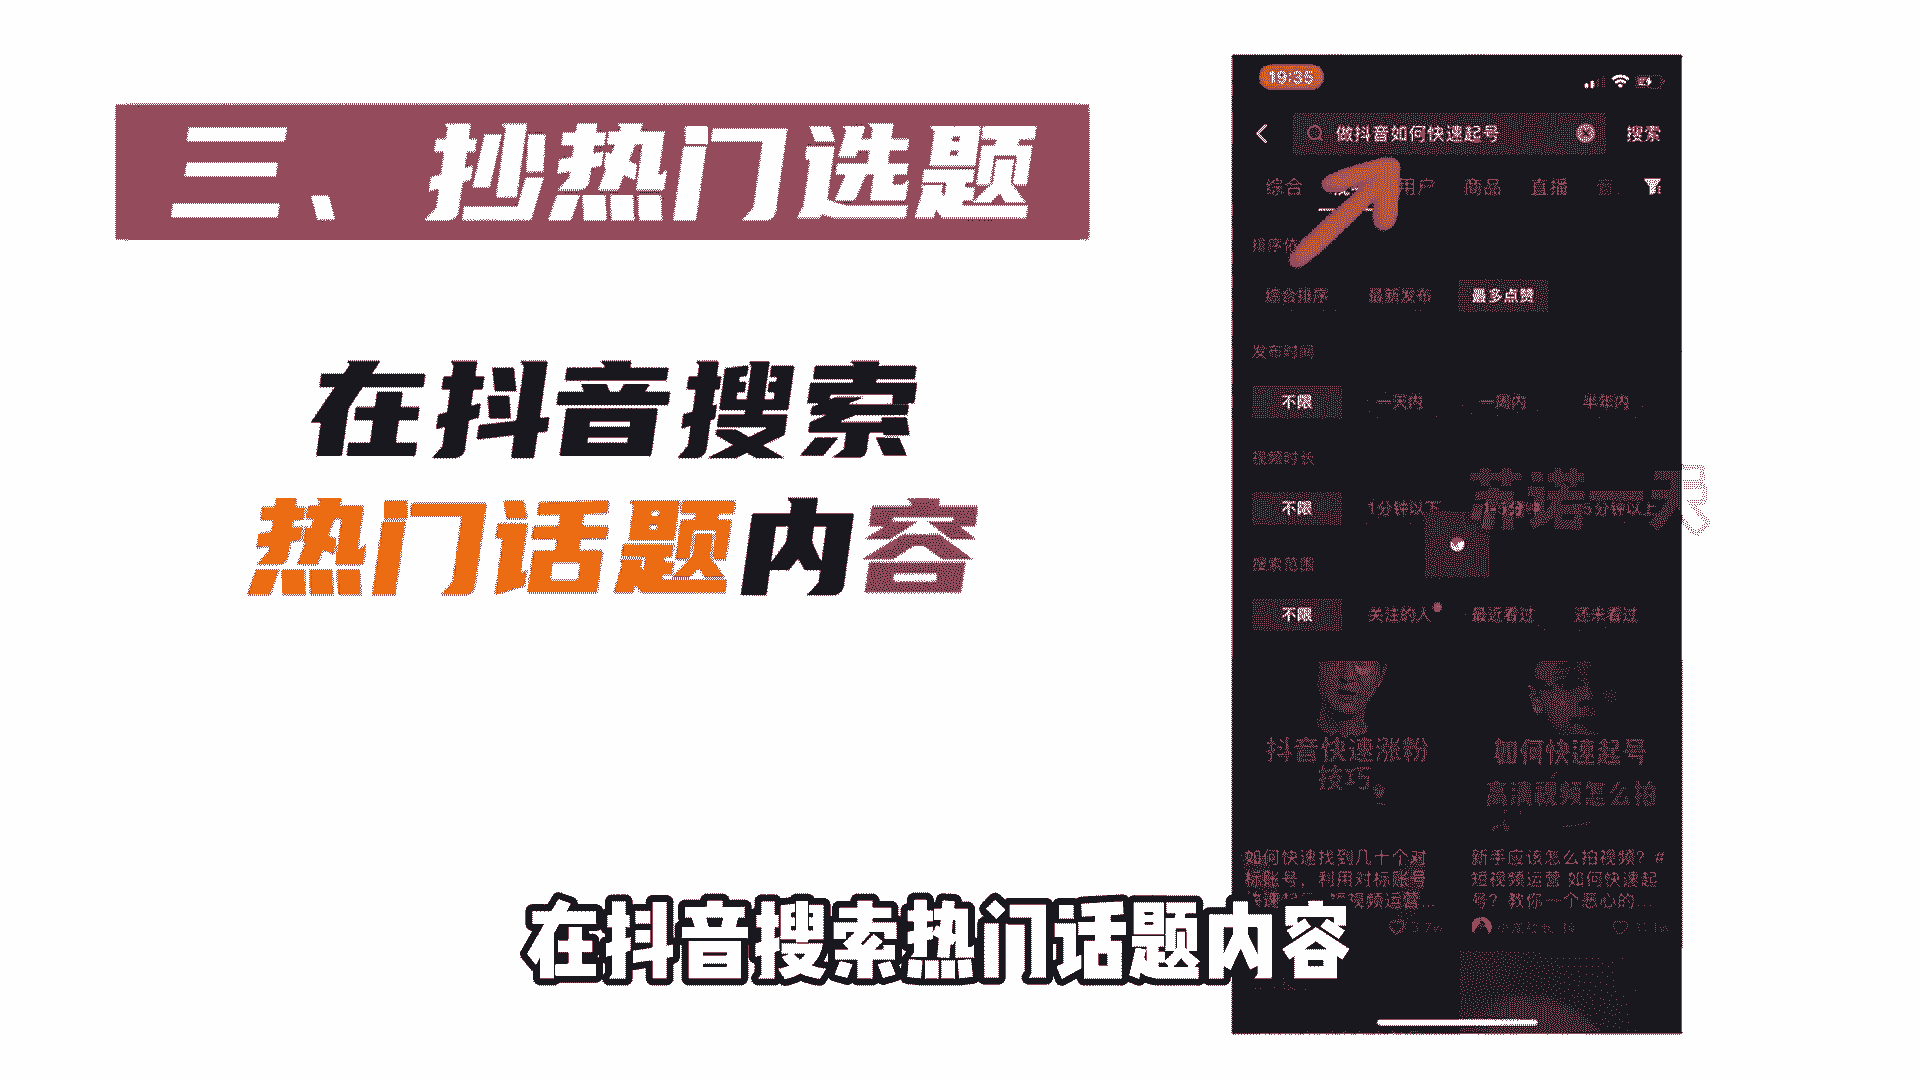 三、抄热门选题
在抖音搜索
热门话题内容
19:35
做抖音如何快速起号
搜索
综合 用户 商品 直播
排序依
综合排序 最新发布 最多点赞
发布时间
不限 一天内 一周内 半年内
视频时长
不限 1分钟以下 5分钟以上
搜索范围
不限 关注的人 最近看过 还未看过
抖音快速涨粉
技巧
如何快速起号
高清视频怎么拍
如何快速找到几十个对
标账号,利用对标账号
新手应该怎么拍视频?#
短视频运营 如何快速起
号?教你一个恶心的...
在抖音搜索热门话题内容